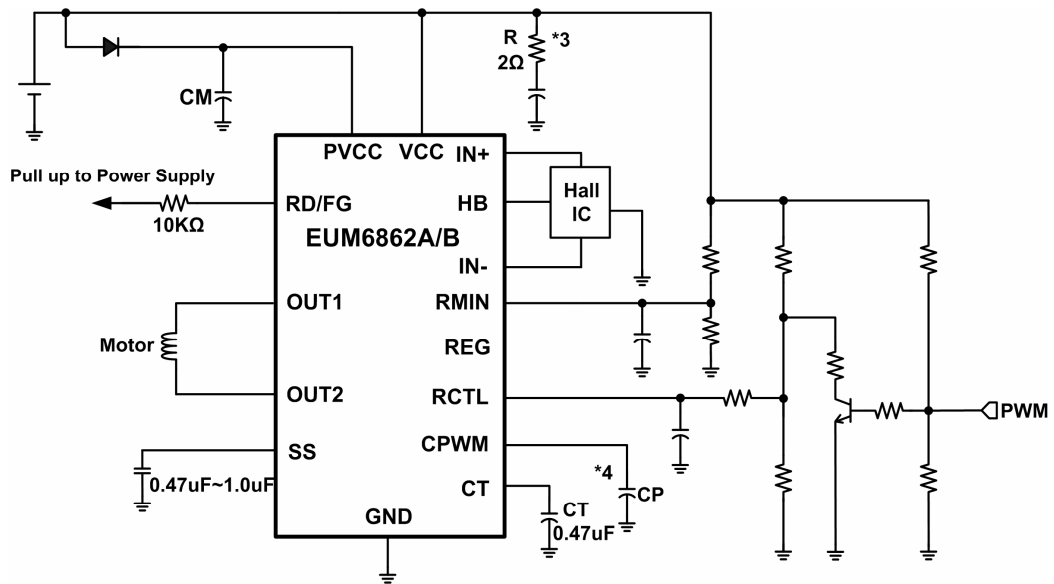 R
*3
2Ω
CM
PVCC VCC IN+
Pull up to Power Supply
Hall
IC
RD/FG
HB
10KΩ
EUM6862A/B
IN-
OUT1
RMIN
Motor
REG
OUT2
RCTL
PWM
SS
CPWM
0.47uF~1.0uF
*4
CP
CT
CT
0.47uF
GND